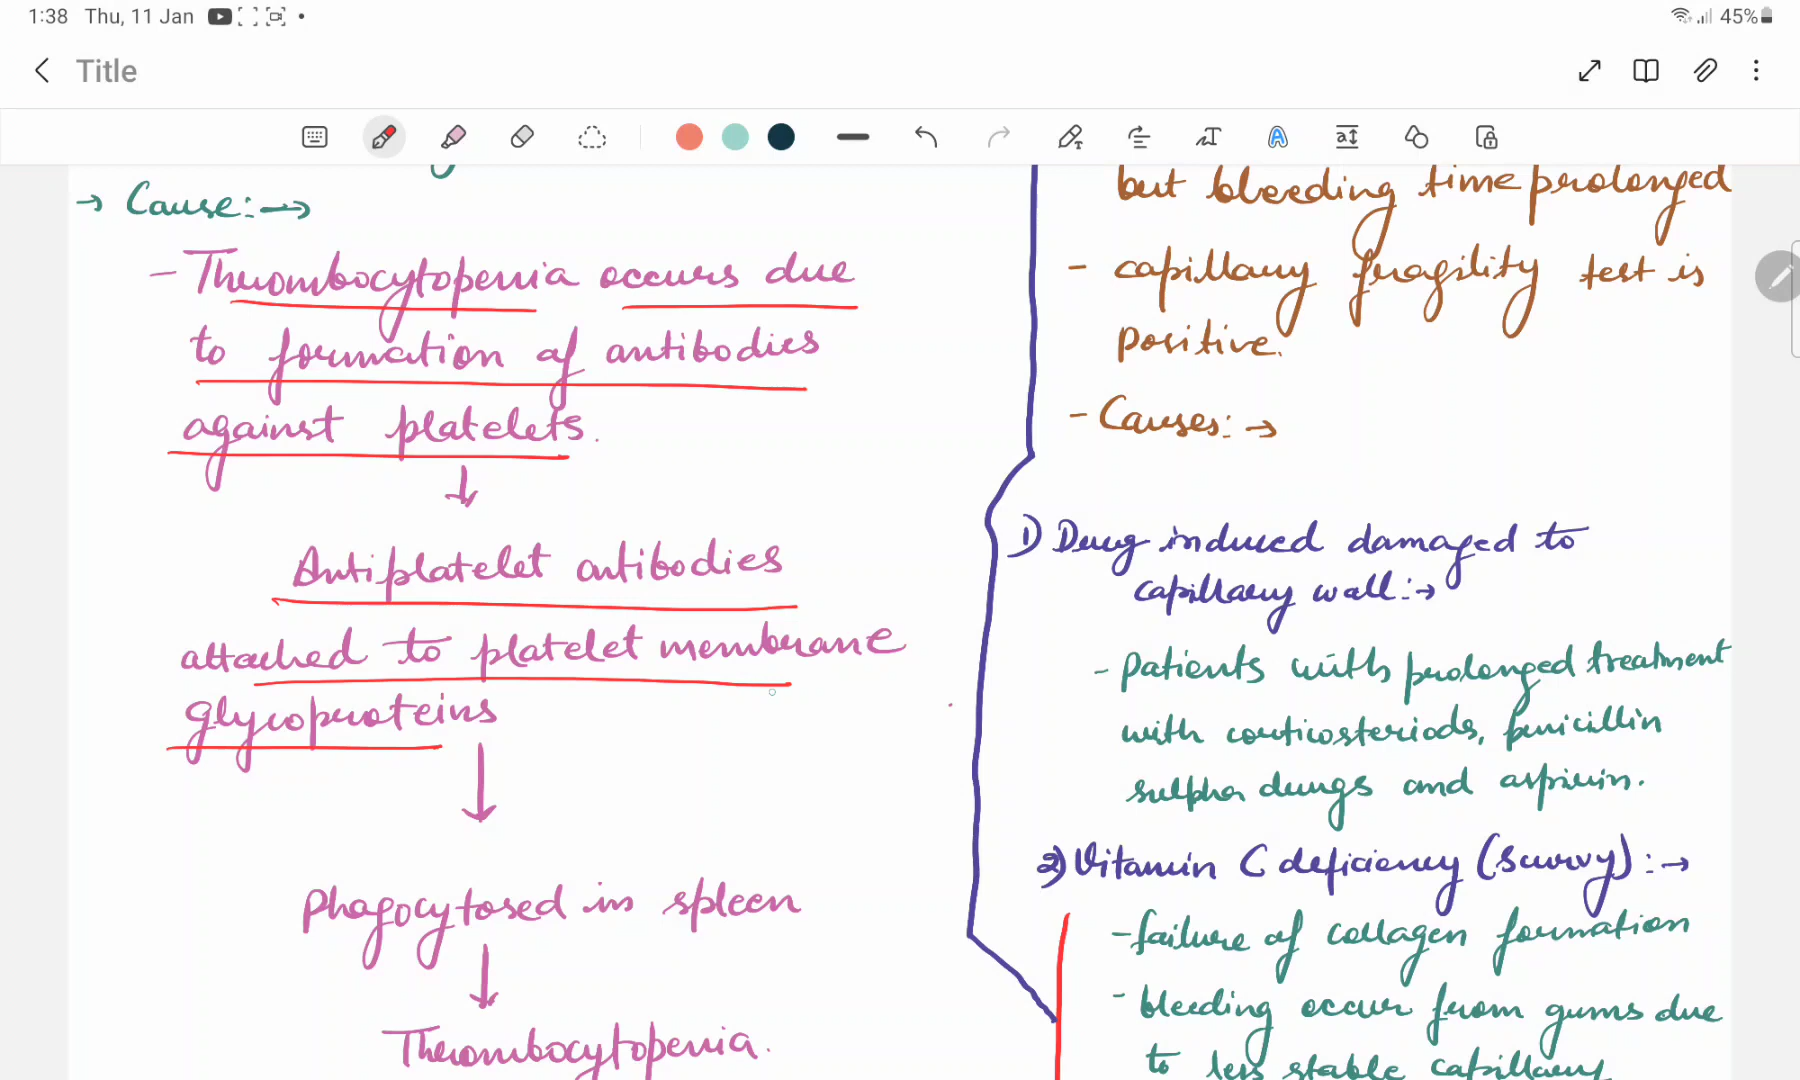 1:38 Thu, 11 Jan
45%
Title
→ Cause:→
- Thrombocytopenia occurs due
to formation of antibodies
against platelets.
↓
Antiplatelet antibodies
attached to platelet membrane
glycoproteins
↓
Phagocytosed in spleen
↓
Thrombocytopenia.
but bleeding time prolonged
- capillary fragility test is
positive.
- Causes:→
1) Drug induced damaged to
capillary wall:→
- Patients with prolonged treatment
with corticosteriods, penicillin
sulpha drugs and aspirin.
2) Vitamin C deficiency (scurvy):→
- failure of collagen formation
- bleeding occur from gums due
to less stable capillary